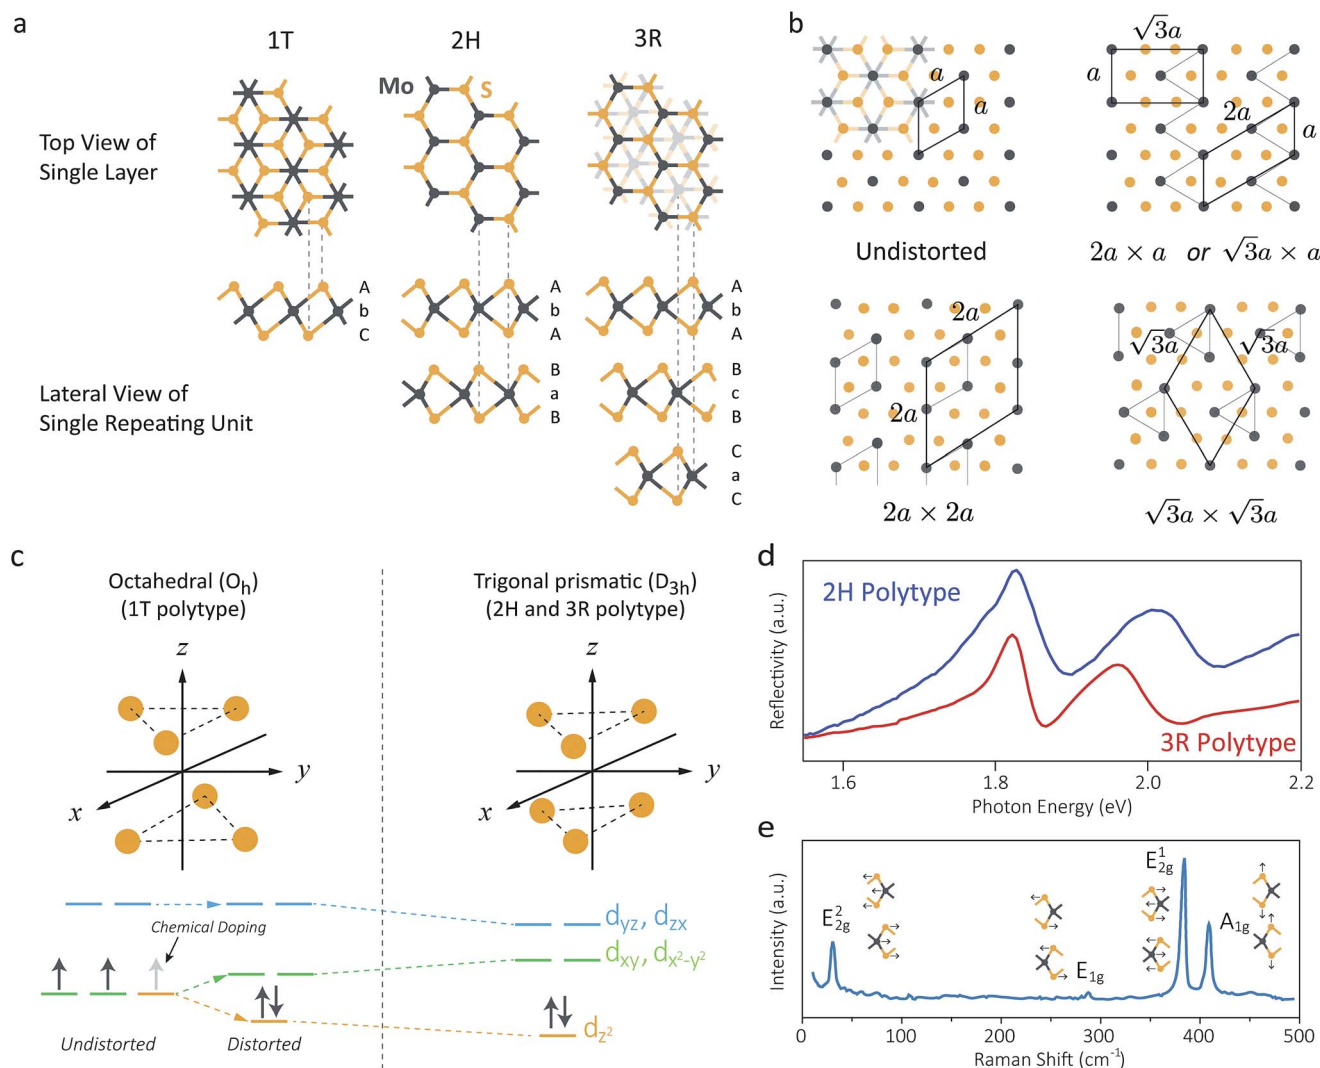 a
1T
2H
3R
Mo
S
Top View of
Single Layer
A
b
C
A
b
A
A
b
A
Lateral View of
Single Repeating Unit
B
a
B
B
c
B
C
a
C
b
a
a
Undistorted
√3a
a
2a
a
2a × a or √3a × a
2a
2a
2a × 2a
√3a
√3a
√3a × √3a
c
Octahedral (Oh)
(1T polytype)
Trigonal prismatic (D3h)
(2H and 3R polytype)
z
y
x
z
y
x
Chemical Doping
Undistorted
Distorted
dyz, dzx
dxy, dx²-y²
dz²
d
2H Polytype
3R Polytype
Reflectivity (a.u.)
1.6
1.8
2.0
2.2
Photon Energy (eV)
e
E²2g
E1g
E¹2g
A1g
Intensity (a.u.)
0
100
200
300
400
500
Raman Shift (cm⁻¹)